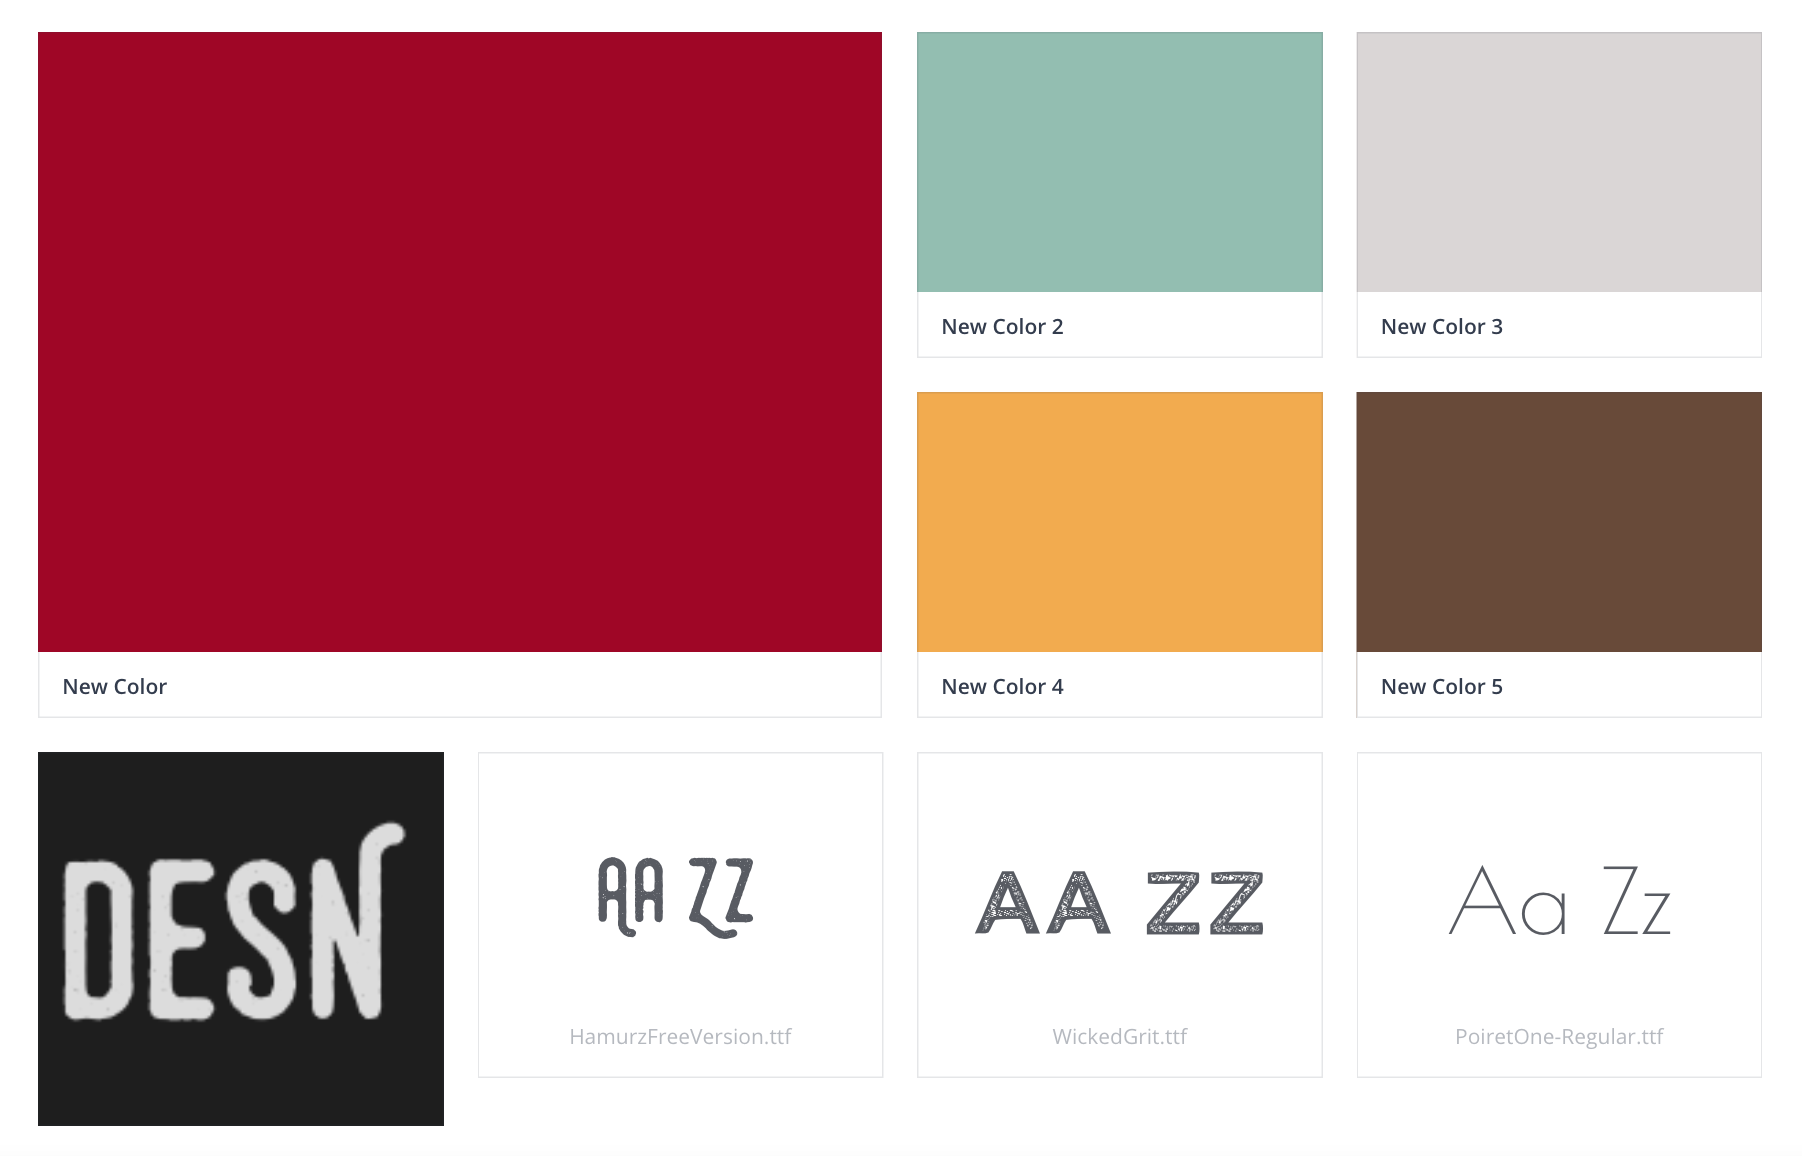 New Color 2
New Color 3
New Color
New Color 4
New Color 5
DESN
AA ZZ
HamurzFreeVersion.ttf
AA ZZ
WickedGrit.ttf
Aa Zz
PoiretOne-Regular.ttf